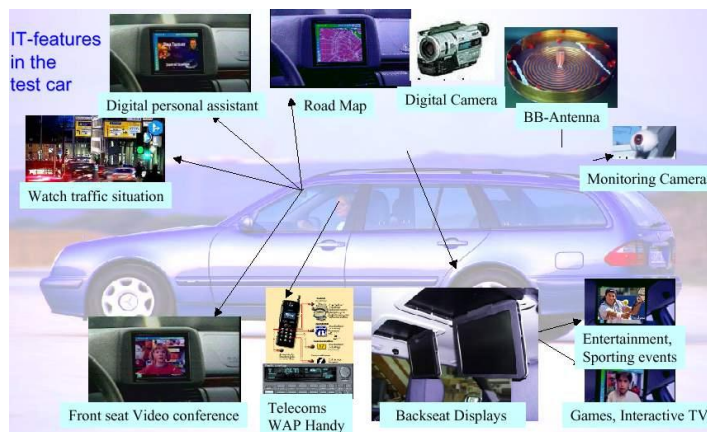 IT-features
in the
test car
Digital personal assistant
Road Map
Digital Camera
BB-Antenna
Watch traffic situation
Monitoring Camera
Front seat Video conference
Telecoms
WAP Handy
Backseat Displays
Entertainment,
Sporting events
Games, Interactive TV